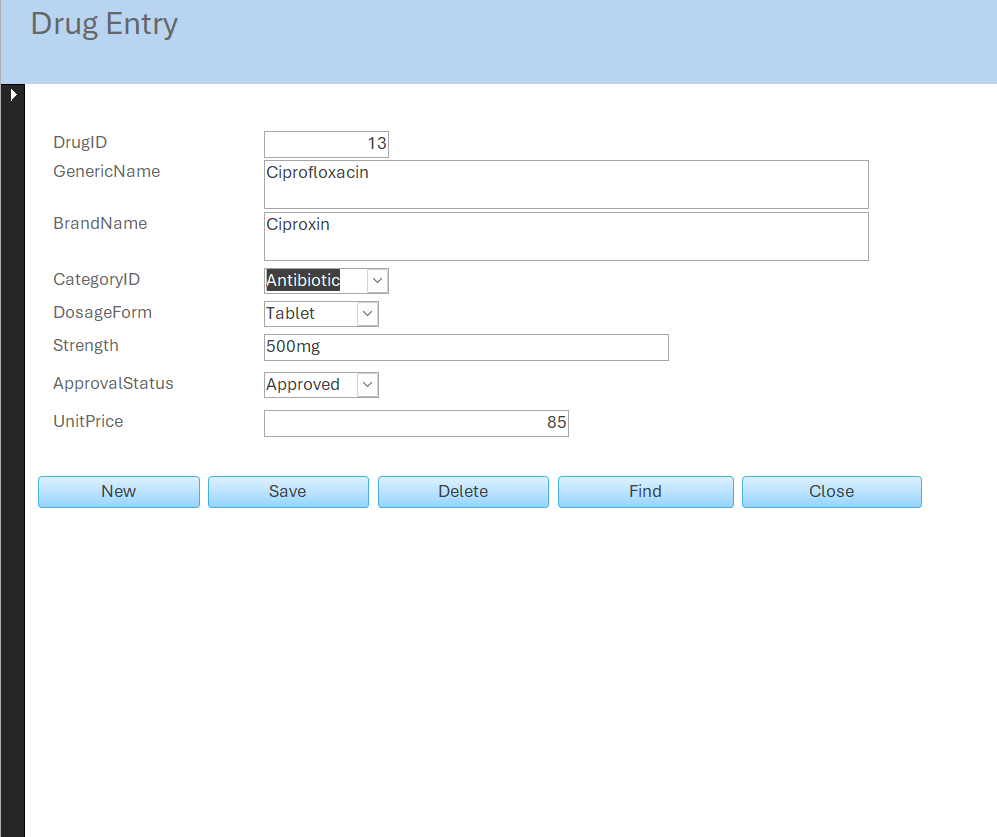 Drug Entry
DrugID 13
GenericName Ciprofloxacin
BrandName Ciproxin
CategoryID Antibiotic
DosageForm Tablet
Strength 500mg
ApprovalStatus Approved
UnitPrice 85
New Save Delete Find Close